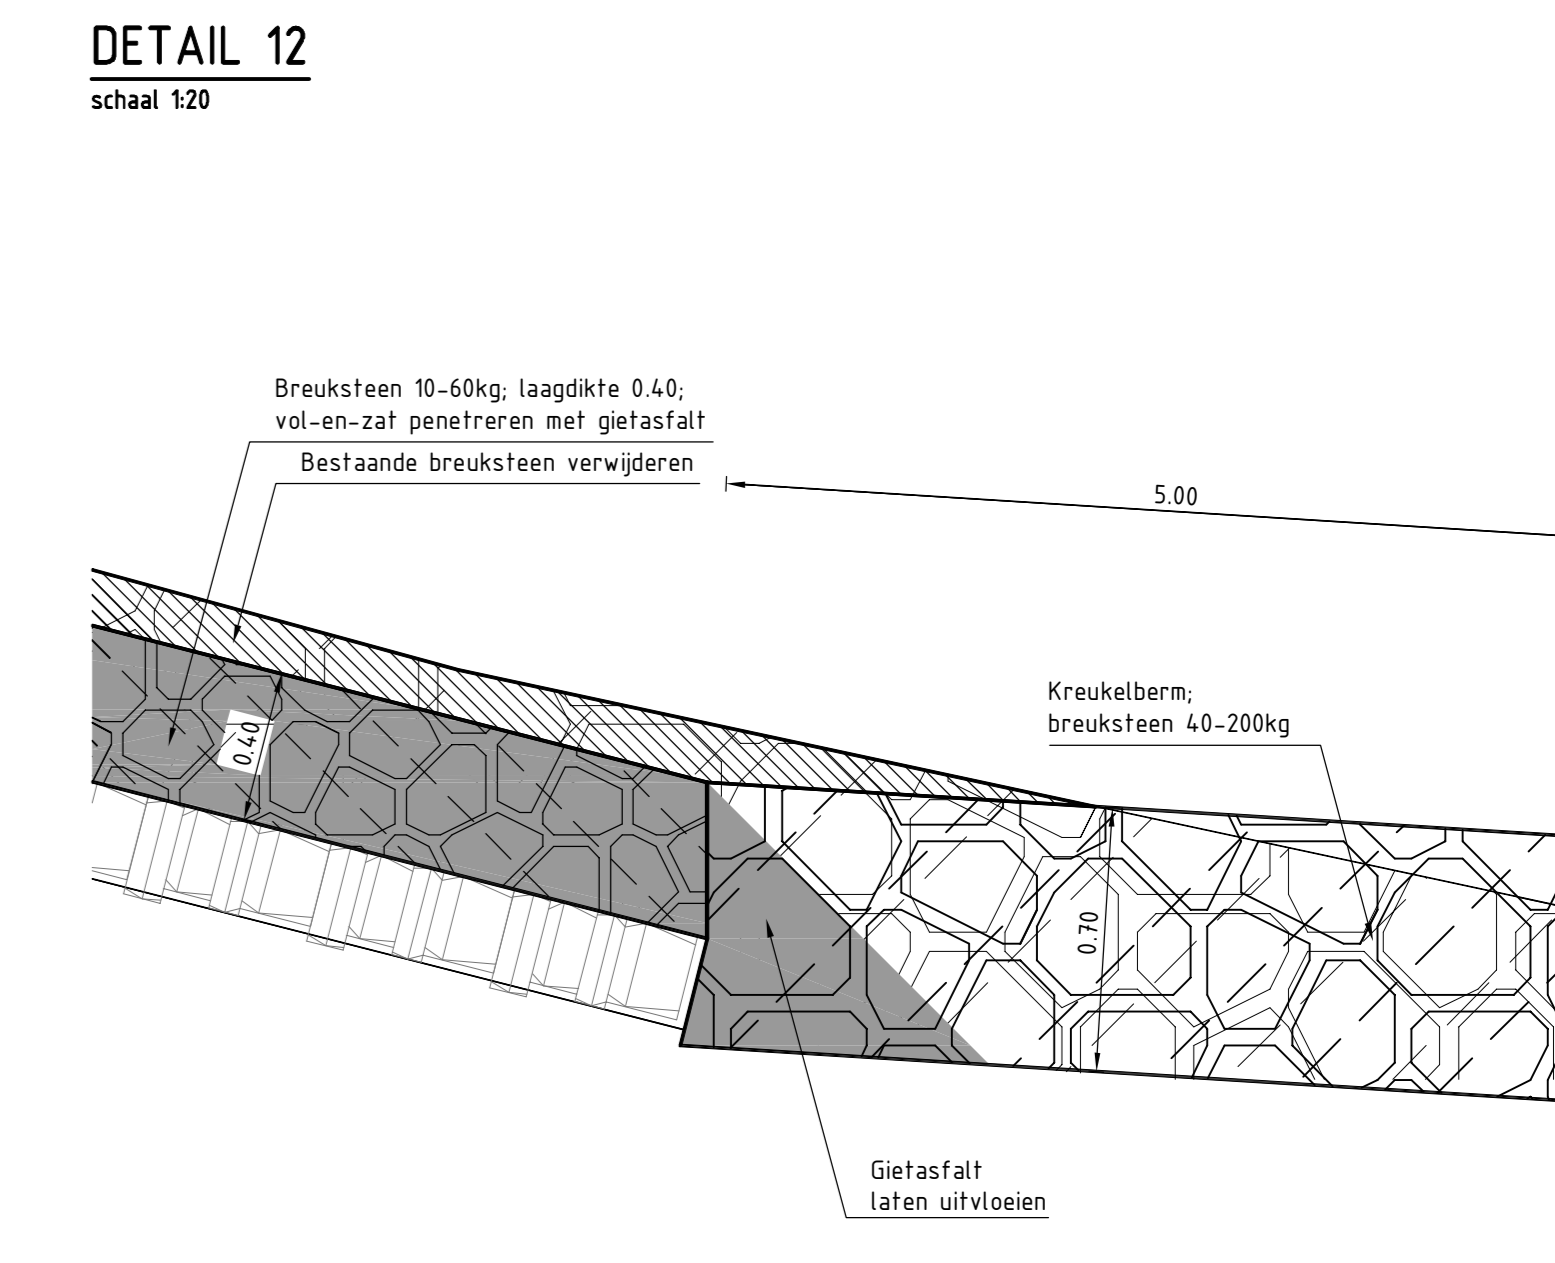 DETAIL 12
schaal 1:20
Breuksteen 10-60kg; laagdikte 0.40;
vol-en-zat penetreren met gietasfalt
Bestaande breuksteen verwijderen
5.00
Kreukelberm;
breuksteen 40-200kg
0.40
0.70
Gietasfalt
laten uitvloeien